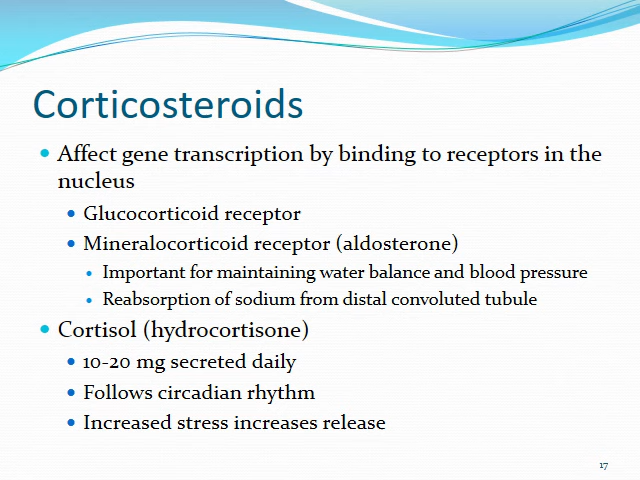 Corticosteroids
• Affect gene transcription by binding to receptors in the
nucleus
• Glucocorticoid receptor
• Mineralocorticoid receptor (aldosterone)
• Important for maintaining water balance and blood pressure
• Reabsorption of sodium from distal convoluted tubule
• Cortisol (hydrocortisone)
• 10-20 mg secreted daily
• Follows circadian rhythm
• Increased stress increases release
17